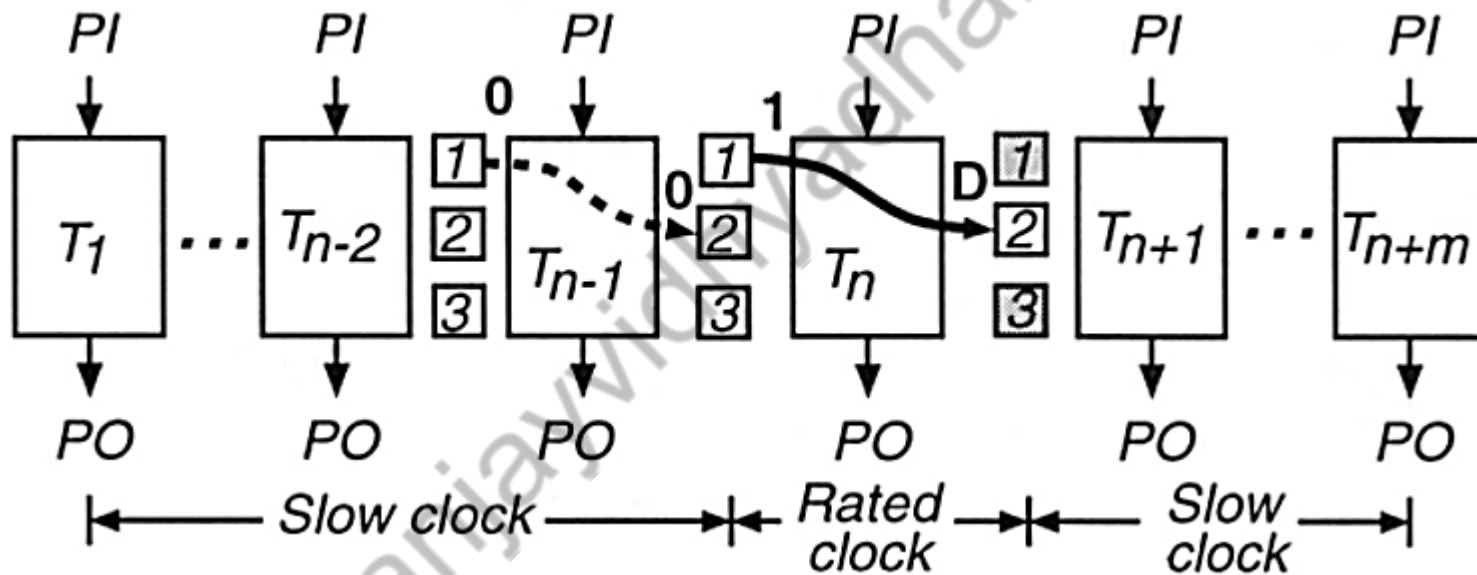 PI PI PI PI PI PI
0 1
1 1 1
0 D
2 2 2
T1 ... Tn-2 Tn-1 Tn Tn+1 ... Tn+m
3 3 3
PO PO PO PO PO PO
Slow clock Rated clock Slow clock